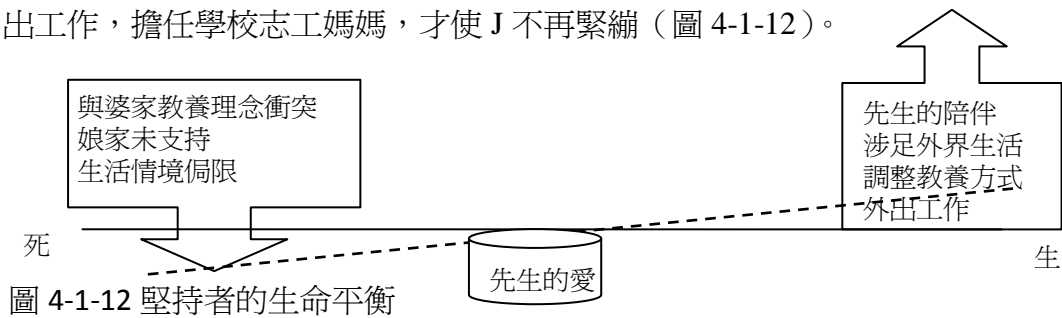 出工作，擔任學校志工媽媽，才使 J 不再緊繃（圖 4-1-12）。
與婆家教養理念衝突
娘家未支持
生活情境侷限
先生的陪伴
涉足外界生活
調整教養方式
外出工作
死
先生的愛
生
圖 4-1-12 堅持者的生命平衡